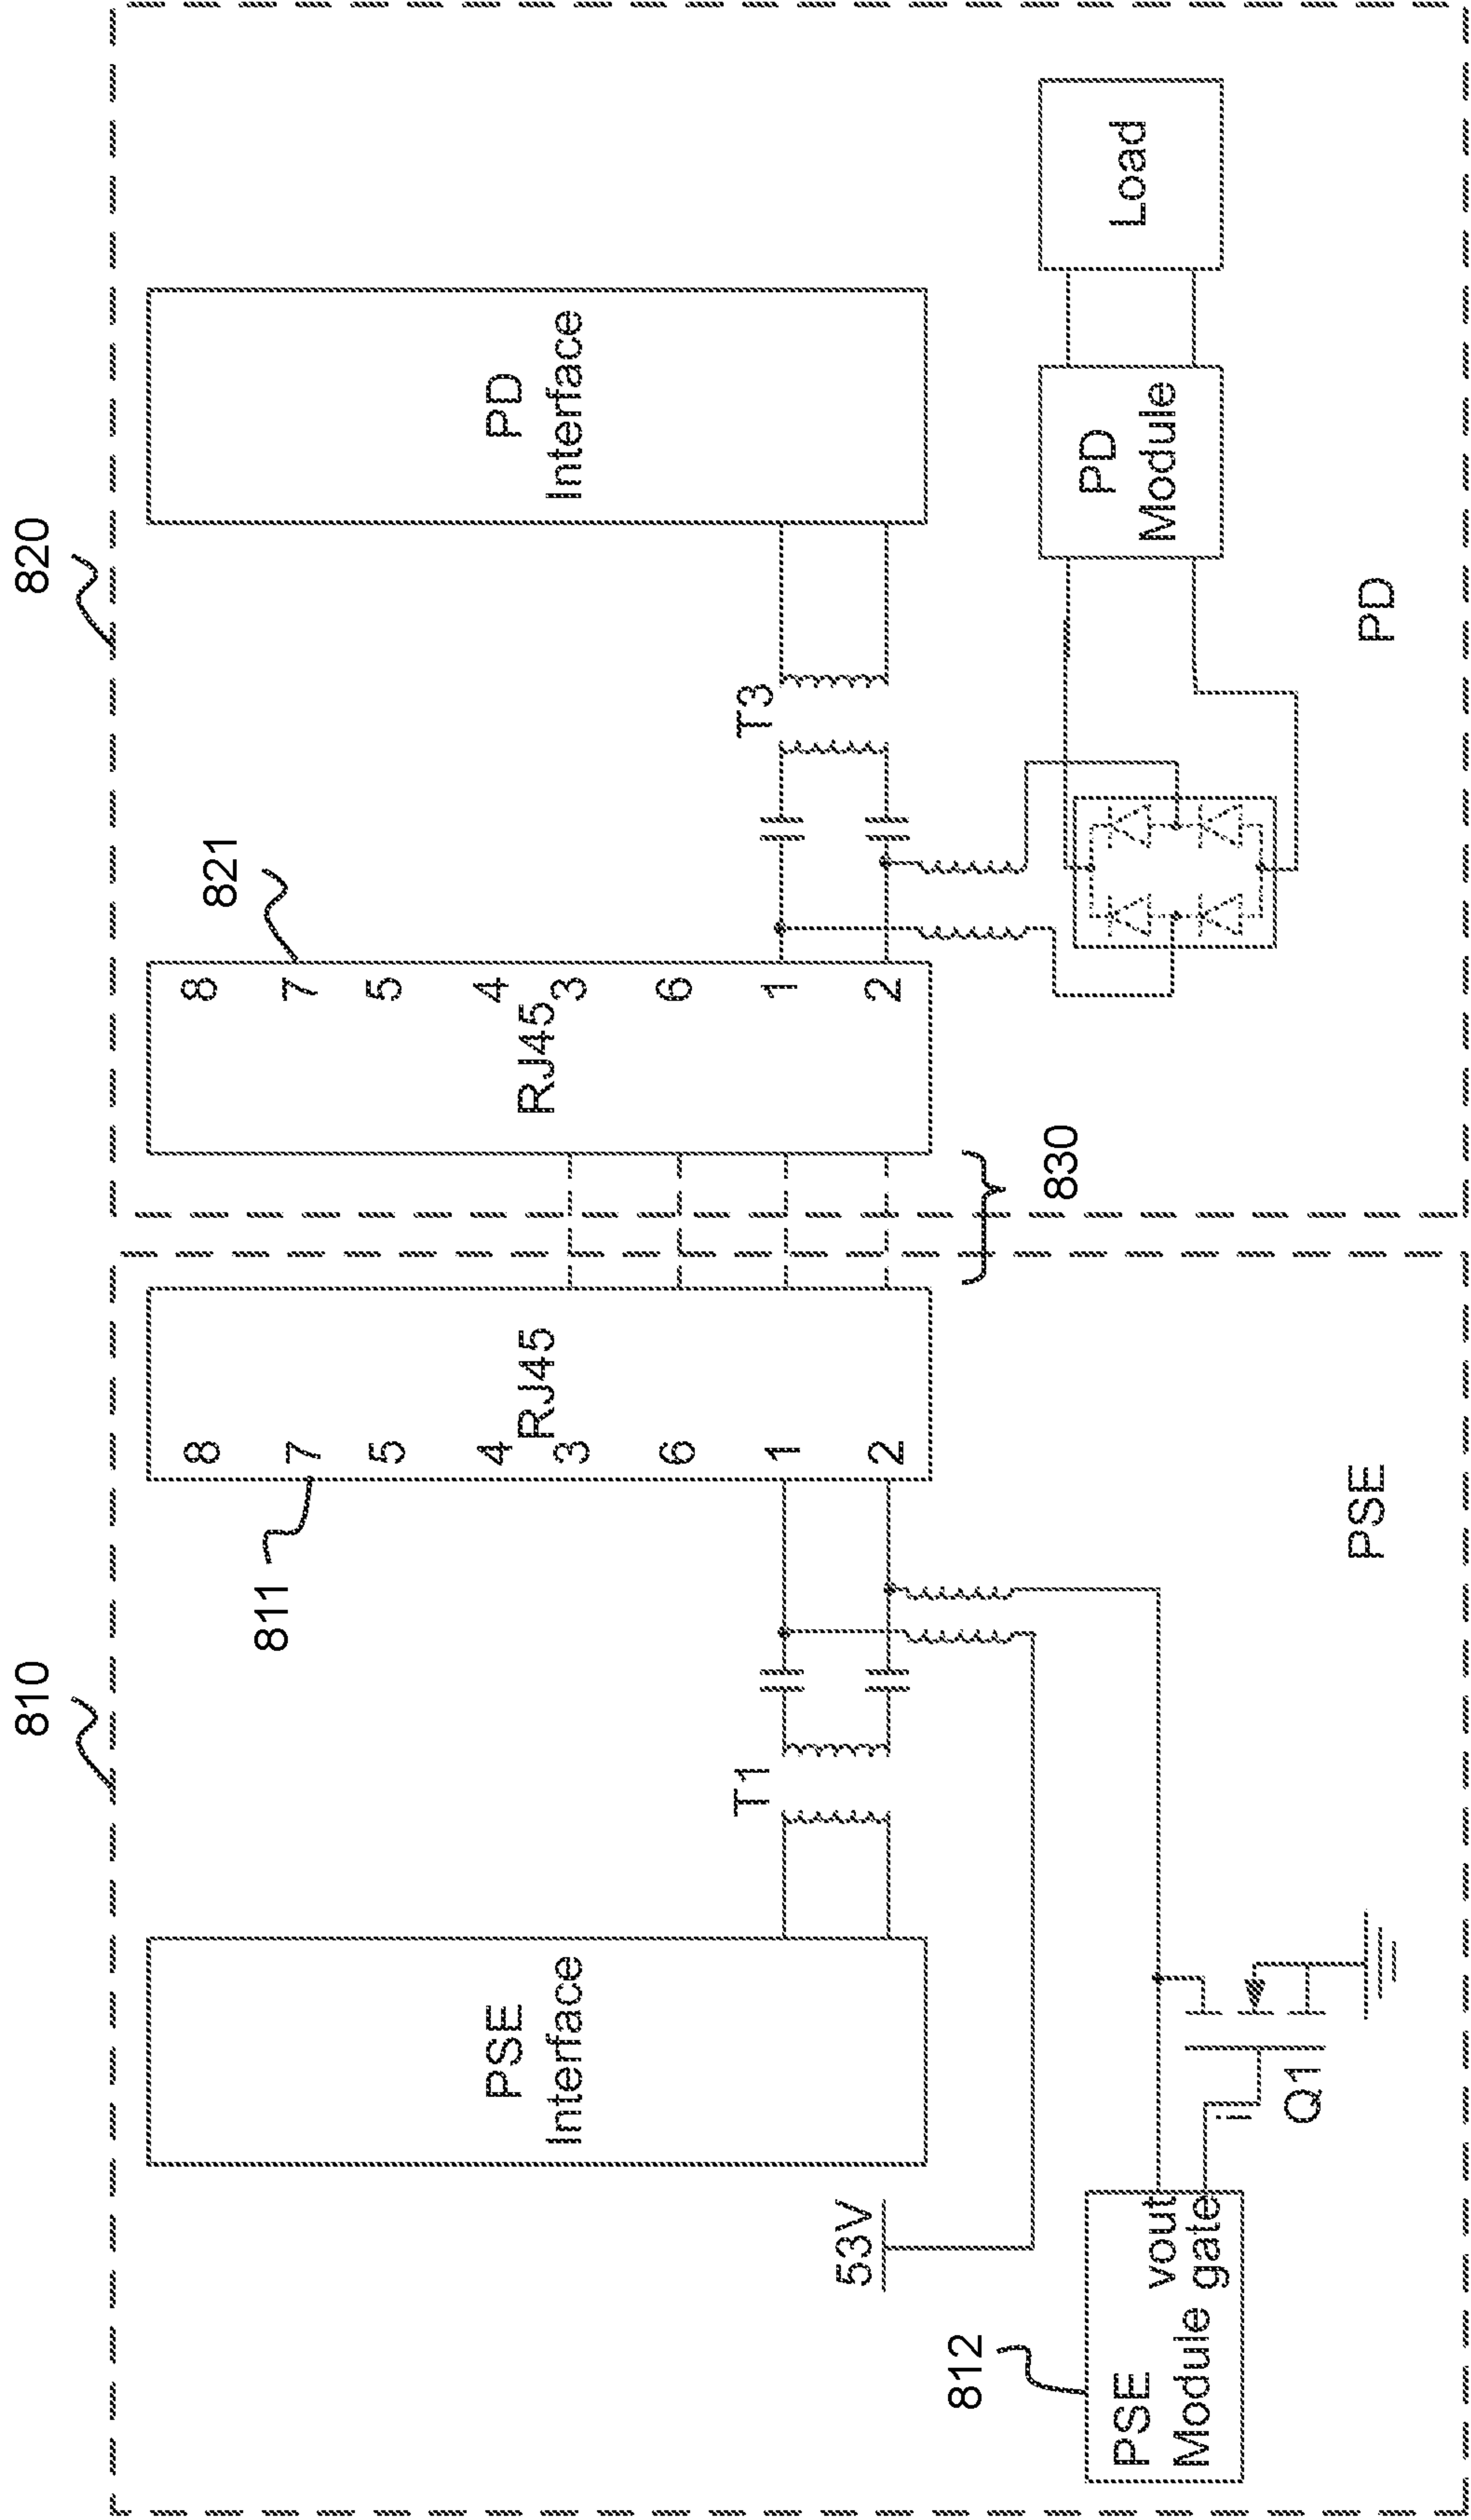 810
820
PSE
Interface
T1
811
8
7
5
4
3
6
1
2
RJ45
RJ45
8
7
5
4
3
6
1
2
821
T3
PD
Interface
830
53V
812
PSE
Module
vout
gate
Q1
PSE
PD
Module
Load
PD